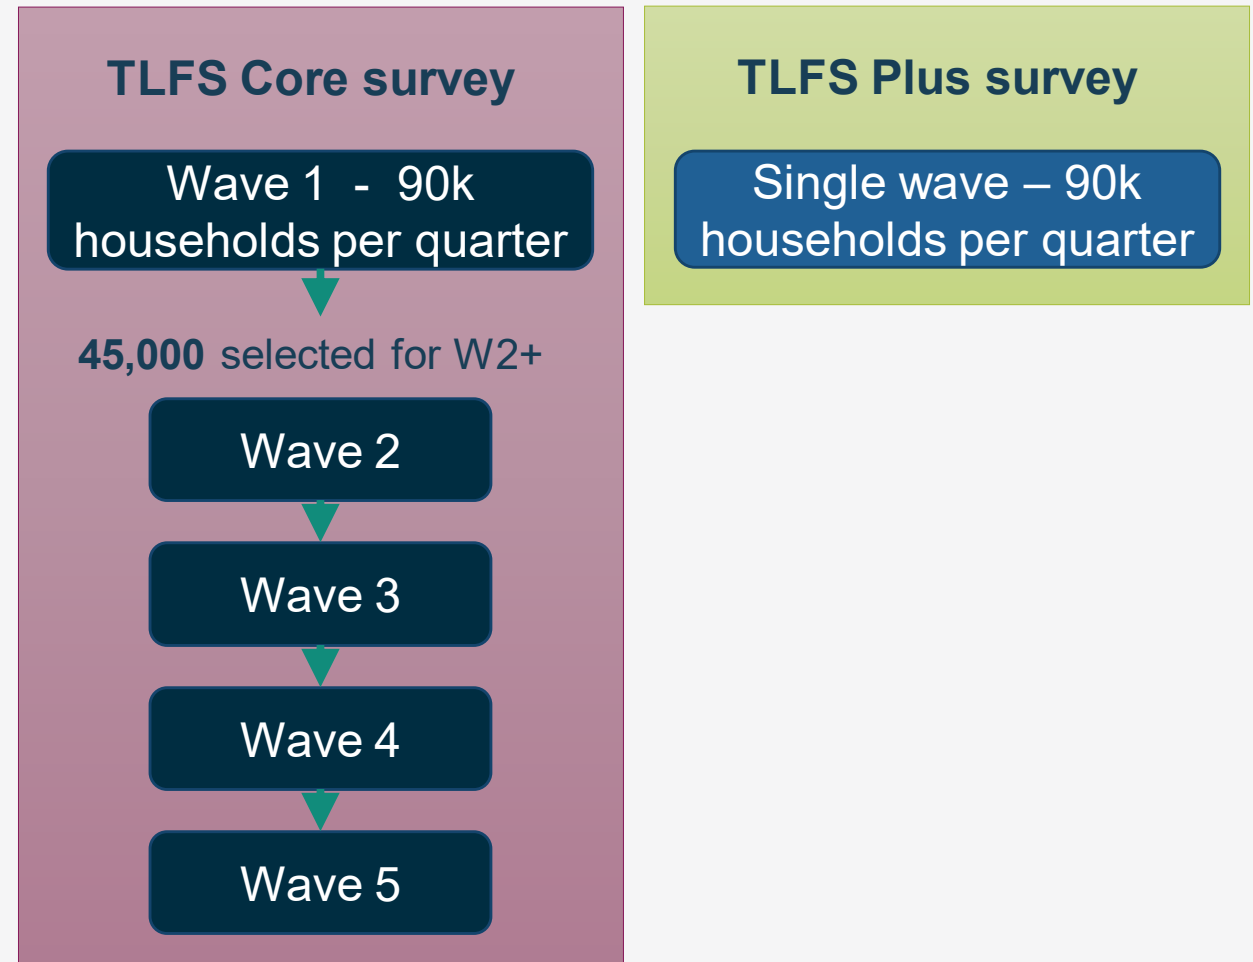 TLFS Core survey
Wave 1  -  90k
households per quarter
45,000 selected for W2+
Wave 2
Wave 3
Wave 4
Wave 5
TLFS Plus survey
Single wave – 90k
households per quarter